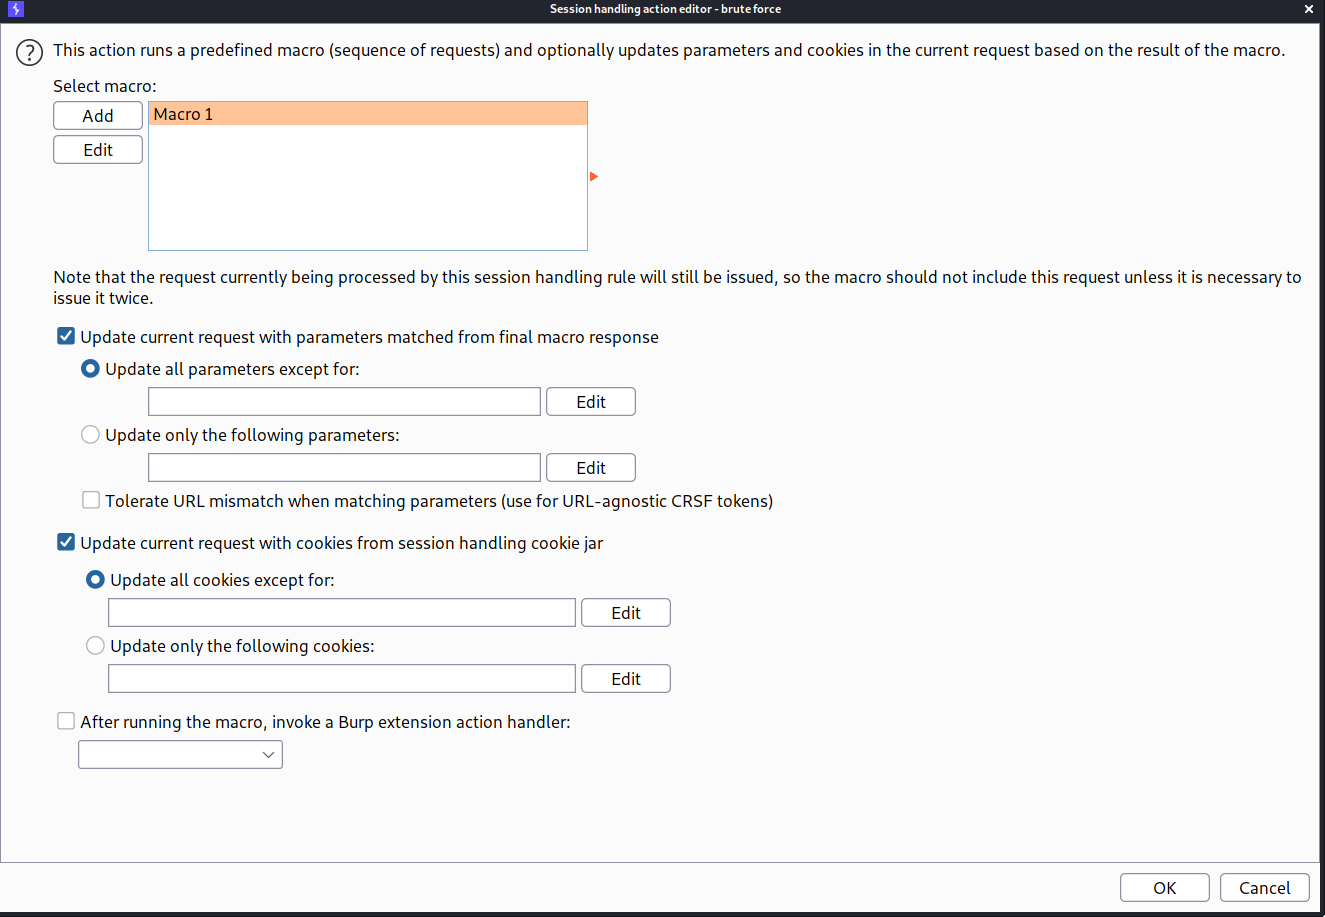 Session handling action editor - brute force
This action runs a predefined macro (sequence of requests) and optionally updates parameters and cookies in the current request based on the result of the macro.
Select macro:
Add
Macro 1
Edit
Note that the request currently being processed by this session handling rule will still be issued, so the macro should not include this request unless it is necessary to
issue it twice.
Update current request with parameters matched from final macro response
Update all parameters except for:
Edit
Update only the following parameters:
Edit
Tolerate URL mismatch when matching parameters (use for URL-agnostic CRSF tokens)
Update current request with cookies from session handling cookie jar
Update all cookies except for:
Edit
Update only the following cookies:
Edit
After running the macro, invoke a Burp extension action handler:
OK
Cancel